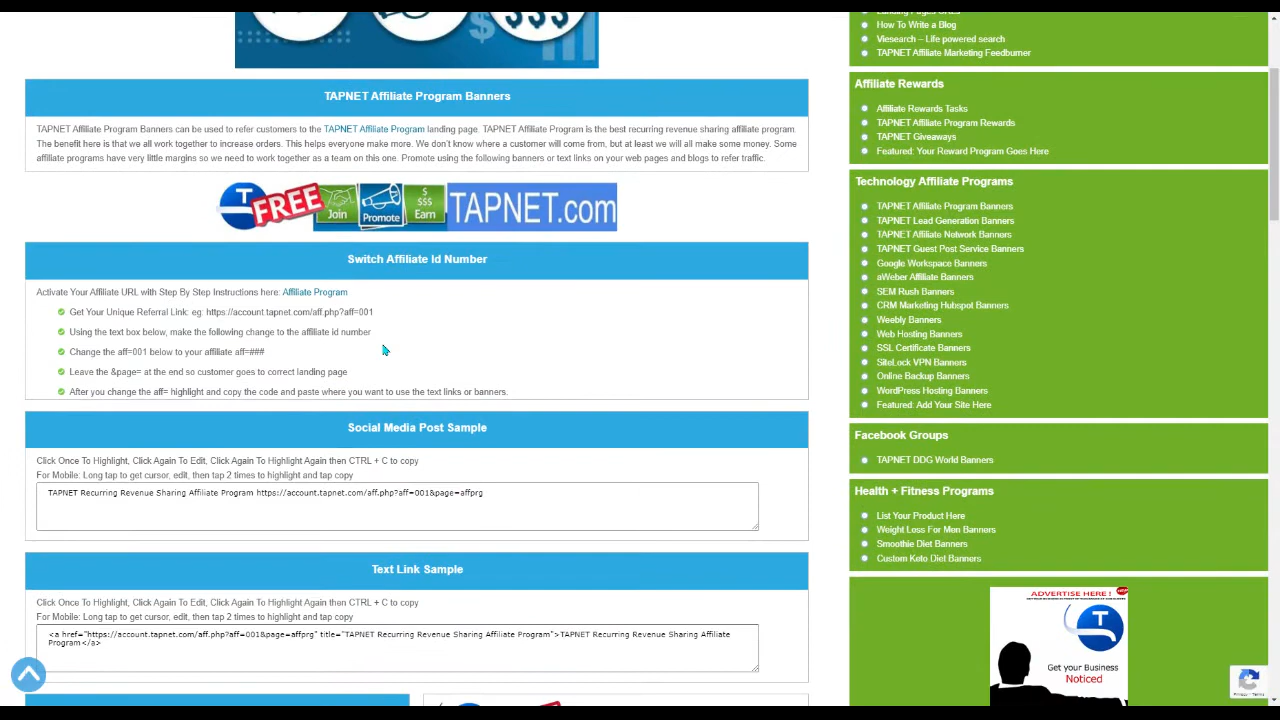 $$$
TAPNET Affiliate Program Banners
TAPNET Affiliate Program Banners can be used to refer customers to the TAPNET Affiliate Program landing page. TAPNET Affiliate Program is the best recurring revenue sharing affiliate program.
The benefit here is that we all work together to increase orders. This helps everyone make more. We don't know where a customer will come from, but at least we will all make some money. Some
affiliate programs have very little margins so we need to work together as a team on this one. Promote using the following banners or text links on your web pages and blogs to refer traffic.
T FREE Join Promote $$$ Earn TAPNET.com
Switch Affiliate Id Number
Activate Your Affiliate URL with Step By Step Instructions here: Affiliate Program
Get Your Unique Referral Link: eg: https://account.tapnet.com/aff.php?aff=001
Using the text box below, make the following change to the affiliate id number
Change the aff=001 below to your affiliate aff=###
Leave the &page= at the end so customer goes to correct landing page
After you change the aff= highlight and copy the code and paste where you want to use the text links or banners.
Social Media Post Sample
Click Once To Highlight, Click Again To Edit, Click Again To Highlight Again then CTRL + C to copy
For Mobile: Long tap to get cursor, edit, then tap 2 times to highlight and tap copy
TAPNET Recurring Revenue Sharing Affiliate Program https://account.tapnet.com/aff.php?aff=001&page=affprg
Text Link Sample
Click Once To Highlight, Click Again To Edit, Click Again To Highlight Again then CTRL + C to copy
For Mobile: Long tap to get cursor, edit, then tap 2 times to highlight and tap copy
<a href="https://account.tapnet.com/aff.php?aff=001&page=affprg" title="TAPNET Recurring Revenue Sharing Affiliate Program">TAPNET Recurring Revenue Sharing Affiliate
Program</a>
How To Write a Blog
Viesearch – Life powered search
TAPNET Affiliate Marketing Feedburner
Affiliate Rewards
Affiliate Rewards Tasks
TAPNET Affiliate Program Rewards
TAPNET Giveaways
Featured: Your Reward Program Goes Here
Technology Affiliate Programs
TAPNET Affiliate Program Banners
TAPNET Lead Generation Banners
TAPNET Affiliate Network Banners
TAPNET Guest Post Service Banners
Google Workspace Banners
aWeber Affiliate Banners
SEM Rush Banners
CRM Marketing Hubspot Banners
Weebly Banners
Web Hosting Banners
SSL Certificate Banners
SiteLock VPN Banners
Online Backup Banners
WordPress Hosting Banners
Featured: Add Your Site Here
Facebook Groups
TAPNET DDG World Banners
Health + Fitness Programs
List Your Product Here
Weight Loss For Men Banners
Smoothie Diet Banners
Custom Keto Diet Banners
ADVERTISE HERE !
T
Get your Business
Noticed
Privacy - Terms